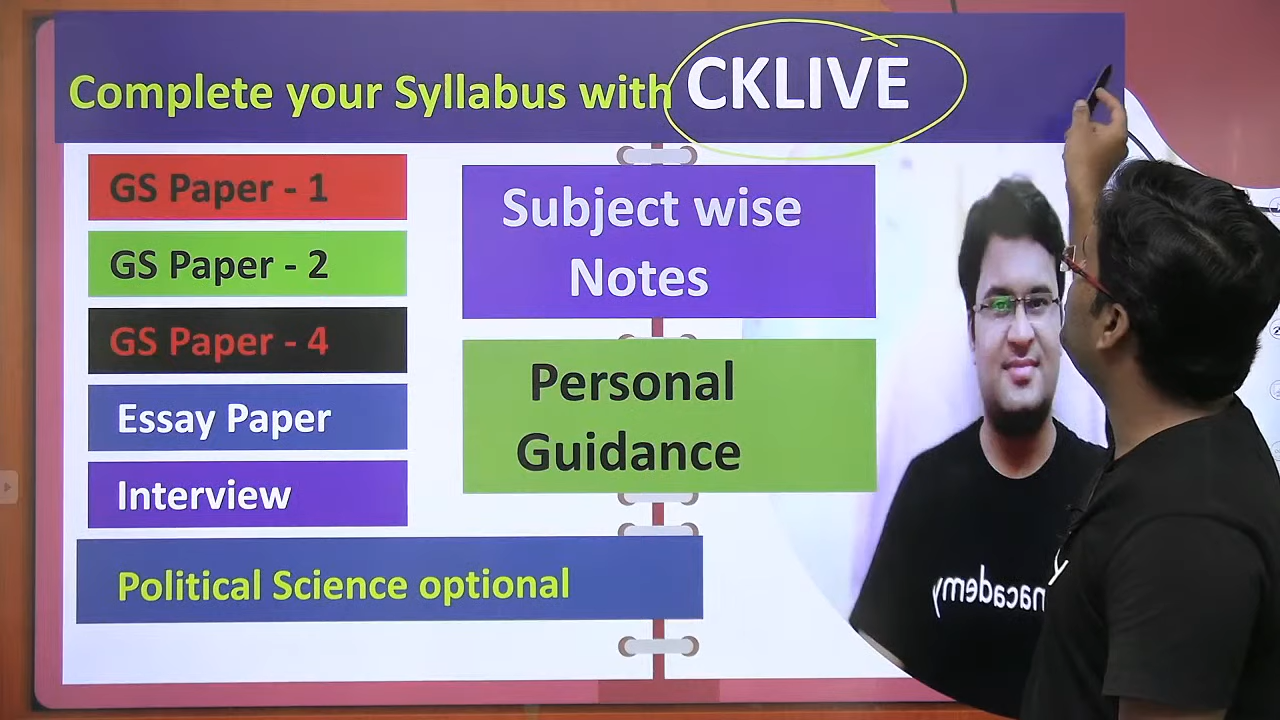 Complete your Syllabus with CKLIVE
GS Paper - 1
GS Paper - 2
GS Paper - 4
Essay Paper
Interview
Political Science optional
Subject wise
Notes
Personal
Guidance
nacademy